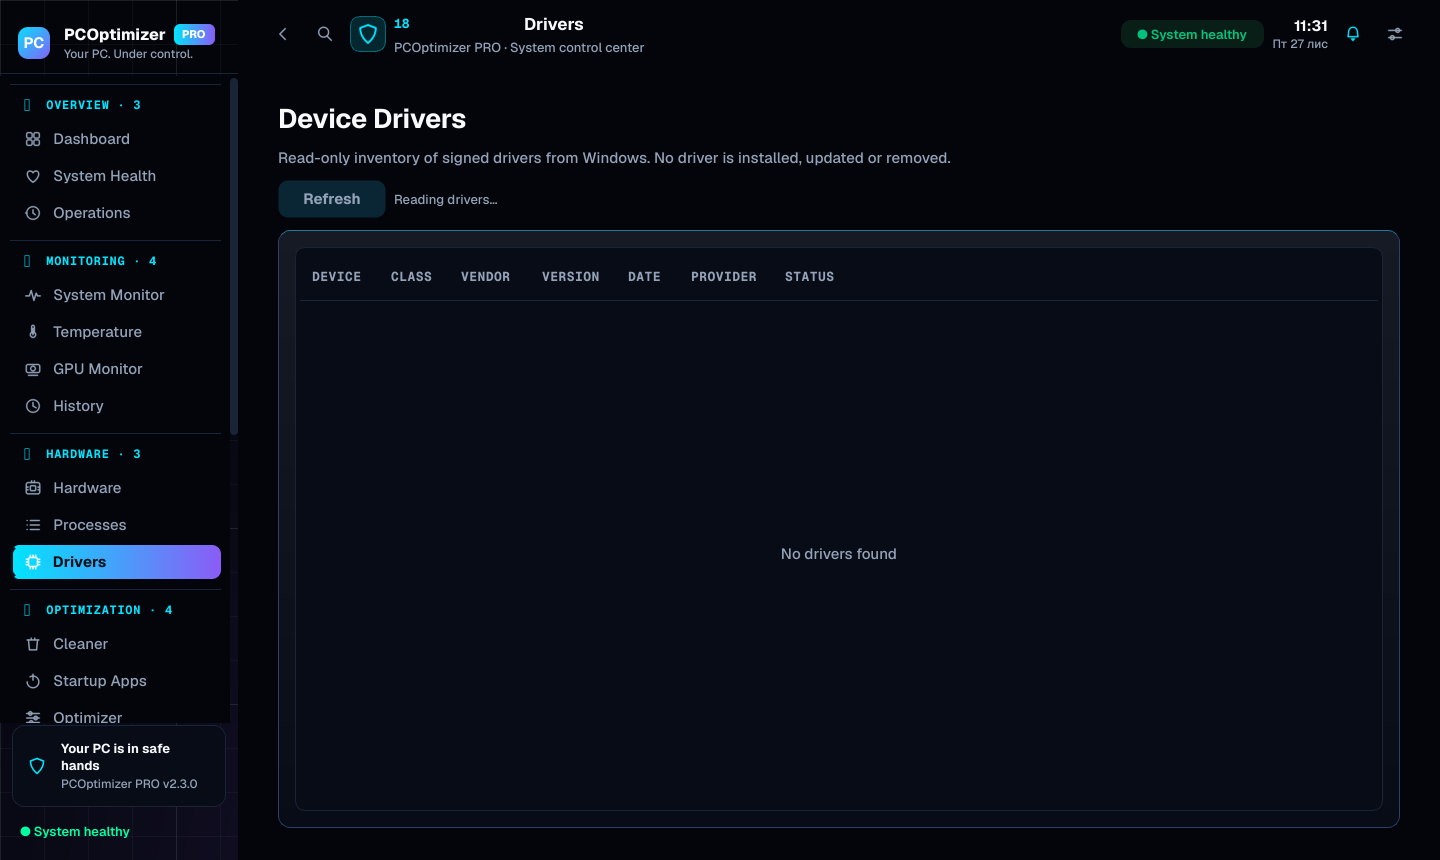 PC
PCOptimizer PRO
Your PC. Under control.
OVERVIEW · 3
Dashboard
System Health
Operations
MONITORING · 4
System Monitor
Temperature
GPU Monitor
History
HARDWARE · 3
Hardware
Processes
Drivers
OPTIMIZATION · 4
Cleaner
Startup Apps
Optimizer
Your PC is in safe
hands
PCOptimizer PRO v2.3.0
System healthy
18
Drivers
PCOptimizer PRO · System control center
System healthy
11:31
Пт 27 лис
Device Drivers
Read-only inventory of signed drivers from Windows. No driver is installed, updated or removed.
Refresh
Reading drivers...
DEVICE CLASS VENDOR VERSION DATE PROVIDER STATUS
No drivers found